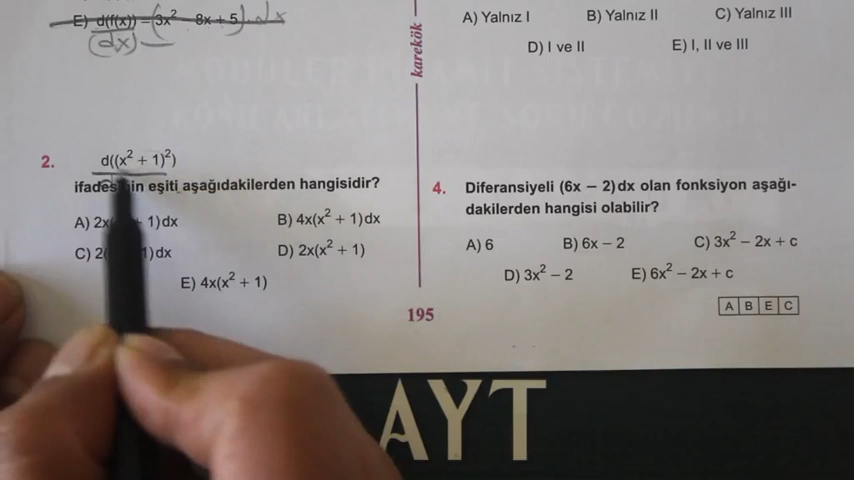 E) d(f(x)) = (3x² - 8x + 5).dx
(dx)
karekök
A) Yalnız I B) Yalnız II C) Yalnız III
D) I ve II E) I, II ve III
2. d((x² + 1)²)
eşiti aşağıdakilerden hangisidir?
A) 2x( 1)dx B) 4x(x² + 1)dx
C) 2( 1)dx D) 2x(x² + 1)
E) 4x(x² + 1)
4. Diferansiyeli (6x – 2)dx olan fonksiyon aşağı-
dakilerden hangisi olabilir?
A) 6 B) 6x – 2 C) 3x² – 2x + c
D) 3x² – 2 E) 6x² – 2x + c
195
A B E C
AYT